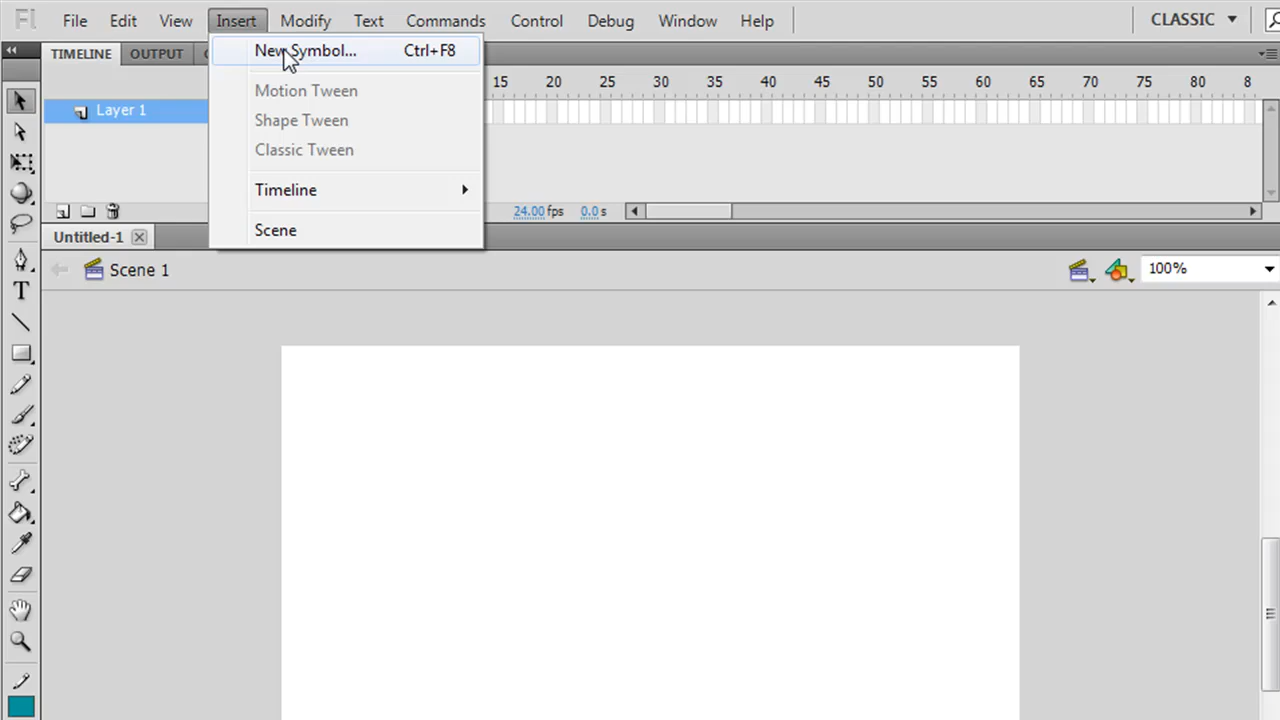 Fl File Edit View Insert Modify Text Commands Control Debug Window Help CLASSIC
TIMELINE OUTPUT
New Symbol... Ctrl+F8
15 20 25 30 35 40 45 50 55 60 65 70 75 80 8
Motion Tween
Layer 1
Shape Tween
Classic Tween
Timeline
24.00 fps 0.0 s
Scene
Untitled-1
Scene 1 100%
T